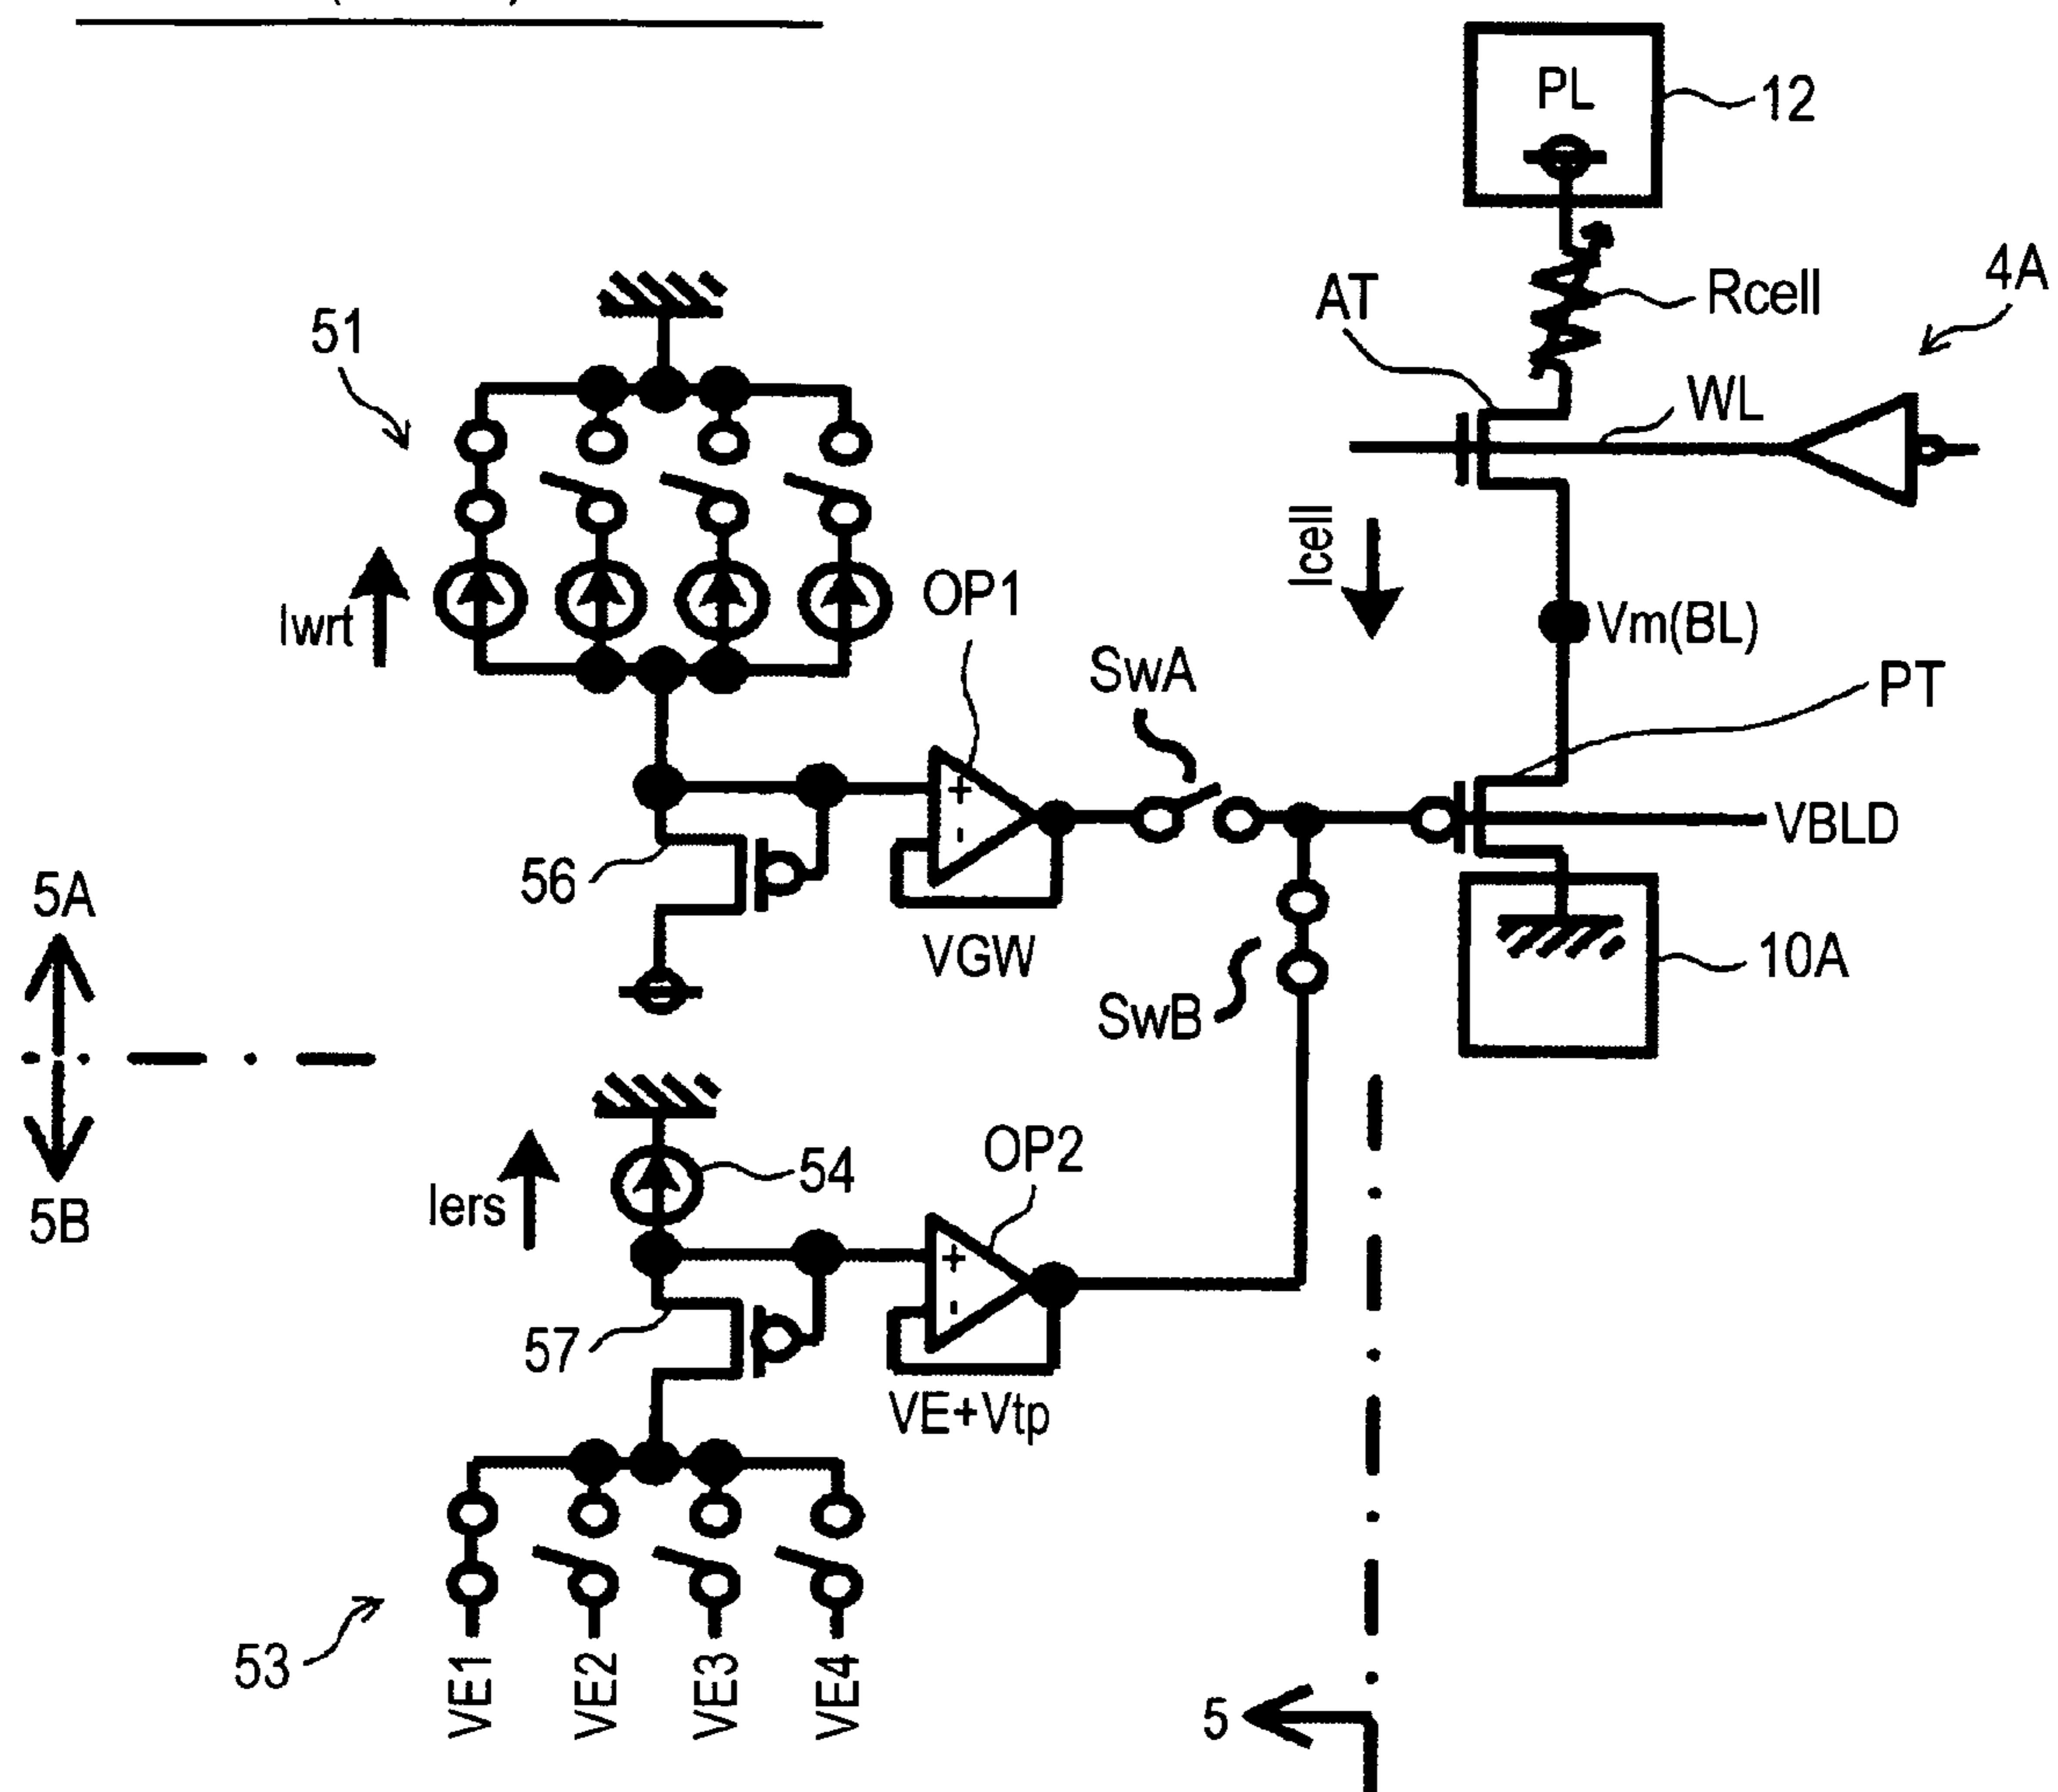 PL
12
4A
AT
Rcell
51
WL
Icell
OP1
Iwrt
Vm(BL)
SwA
PT
+
-
VBLD
56
5A
VGW
10A
SwB
OP2
54
Iers
5B
+
-
57
VE+Vtp
53
VE1
VE2
VE3
VE4
5